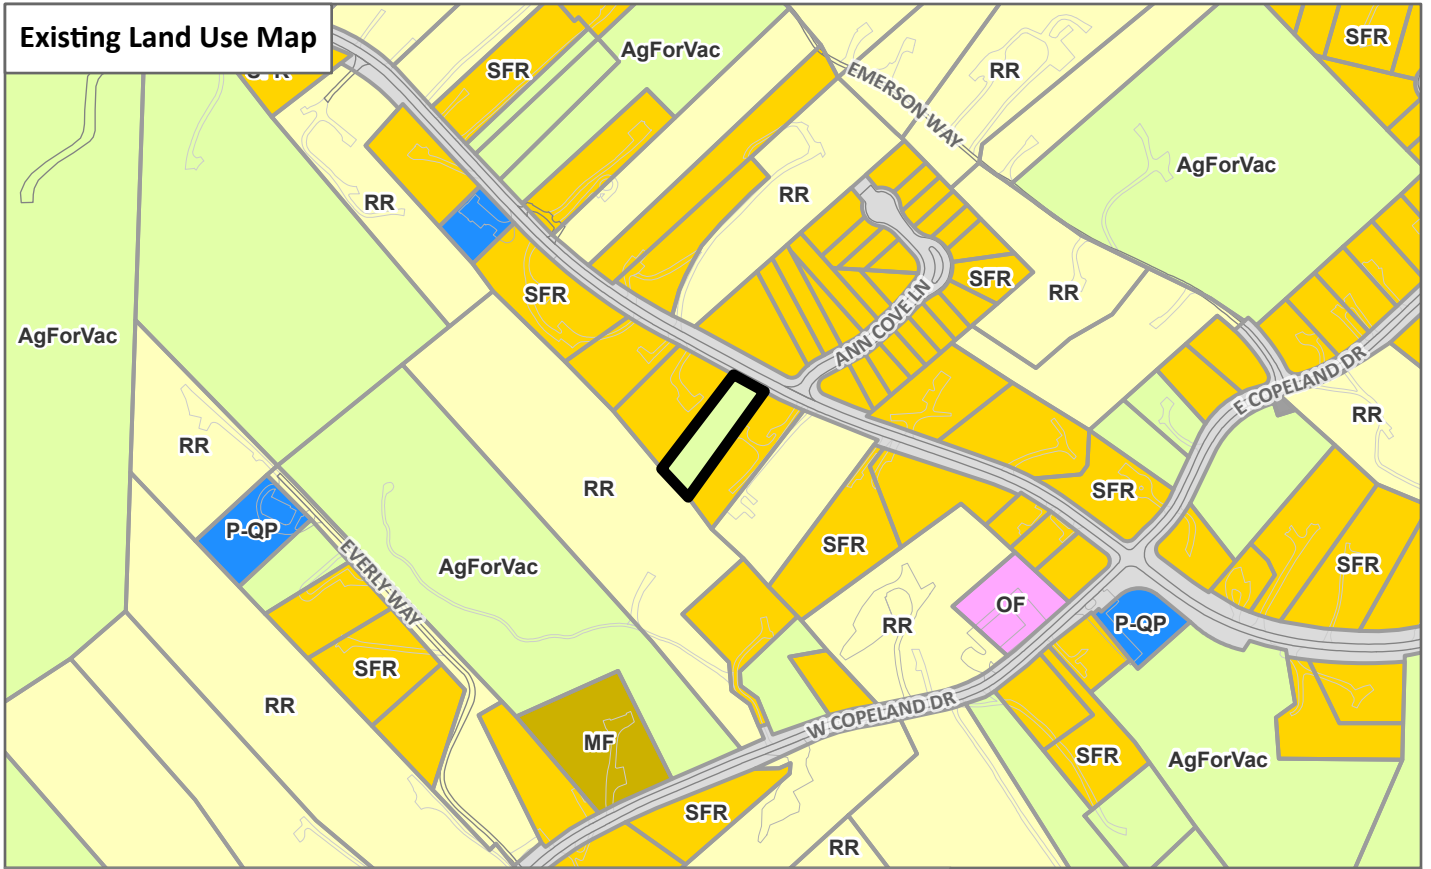 Existing Land Use Map
SFR
AgForVac
RR
SFR
EMERSON WAY
AgForVac
RR
RR
SFR
SFR
RR
ANN COVE LN
AgForVac
E COPELAND DR
RR
RR
RR
SFR
P-QP
SFR
EVERLY WAY
AgForVac
SFR
OF
P-QP
RR
SFR
RR
W COPELAND DR
MF
SFR
AgForVac
SFR
RR